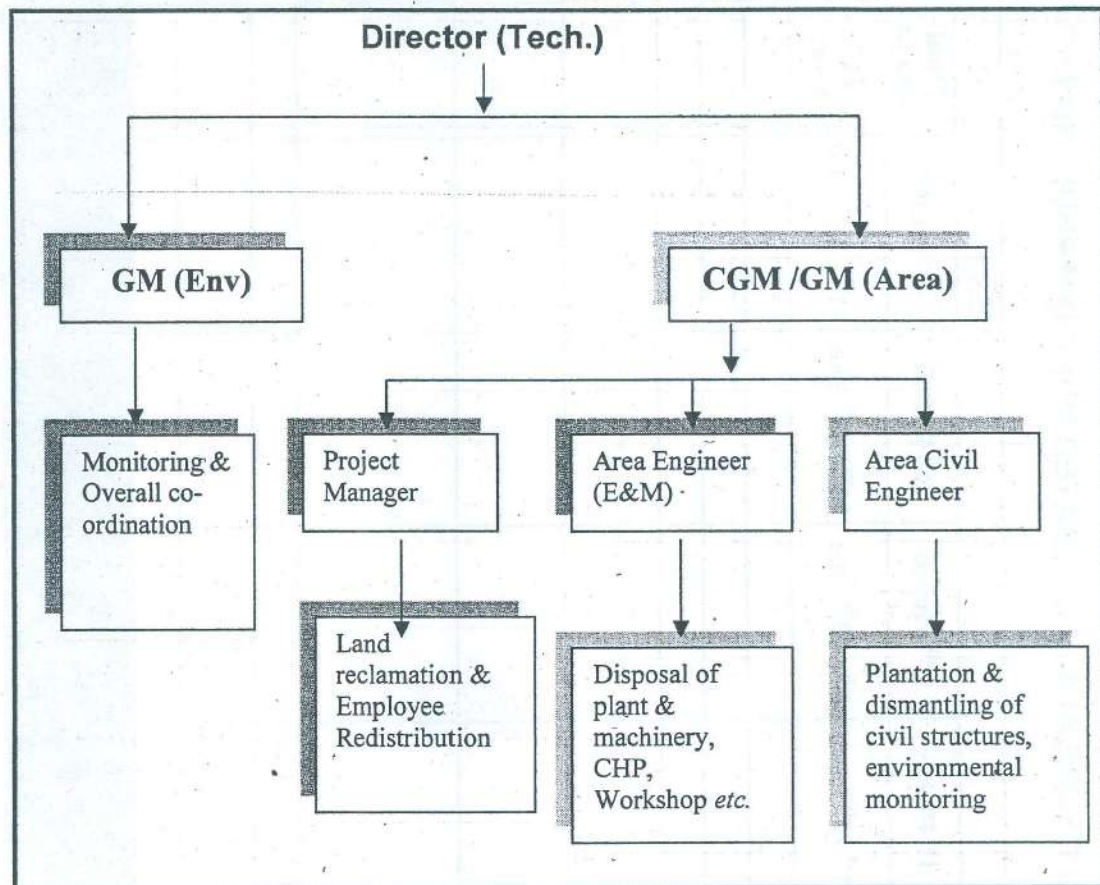 Director (Tech.)
GM (Env)
CGM /GM (Area)
Monitoring &
Overall co-
ordination
Project
Manager
Area Engineer
(E&M)
Area Civil
Engineer
Land
reclamation &
Employee
Redistribution
Disposal of
plant &
machinery,
CHP,
Workshop etc.
Plantation &
dismantling of
civil structures,
environmental
monitoring